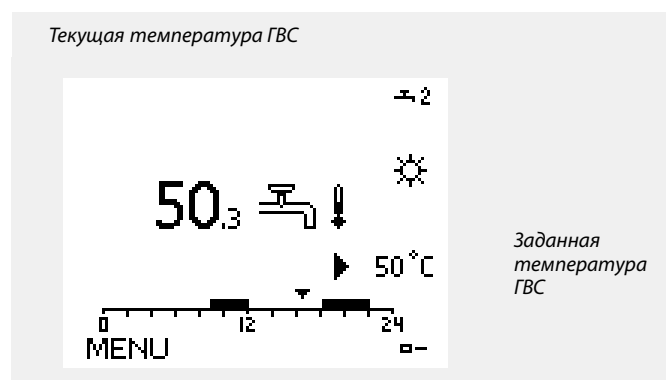 Текущая температура ГВС
2
50.3
50°C
Заданная
температура
ГВС
0 12 24
MENU